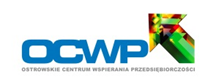 OCWP
OSTROWSKIE CENTRUM WSPIERANIA PRZEDSIĘBIORCZOŚCI